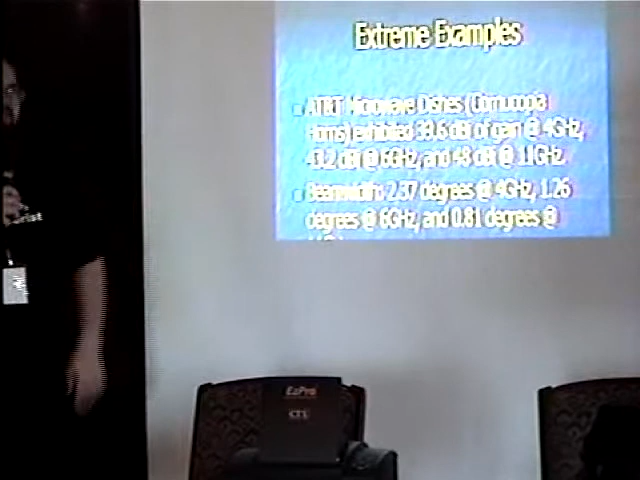 Extreme Examples
AT&T Microwave Dishes (Cornucopia
Horns) exhibited 39.6 dBi of gain @ 4GHz,
43.2 dBi @ 6GHz, and 48 dBi @ 11GHz.
Beamwidth: 2.37 degrees @ 4GHz, 1.26
degrees @ 6GHz, and 0.81 degrees @
EzPro